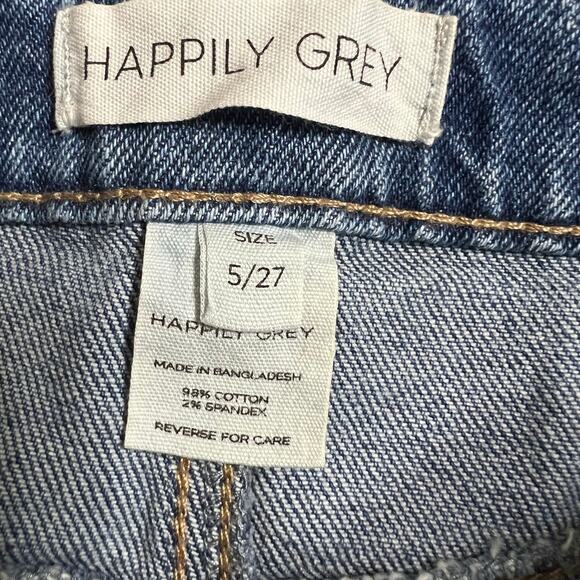 HAPPILY GREY
SIZE
5/27
HAPPILY GREY
MADE IN BANGLADESH
98% COTTON
2% SPANDEX
REVERSE FOR CARE